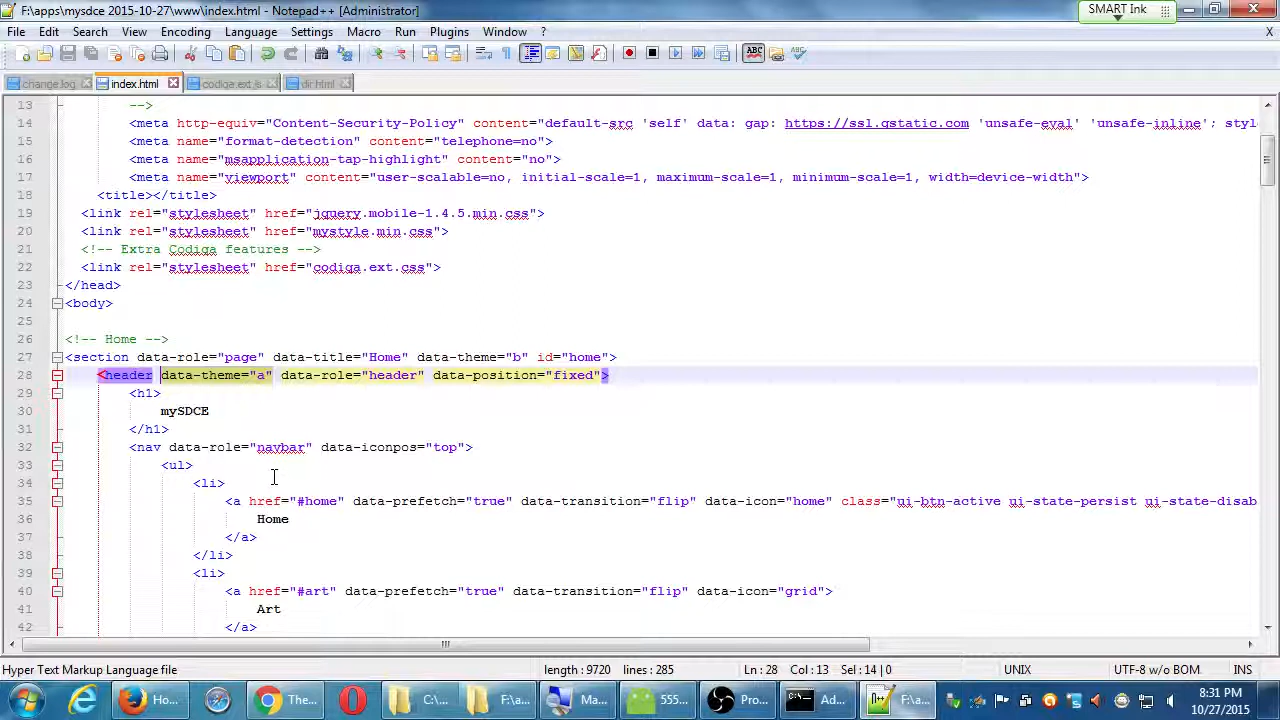 F:\apps\mysdce 2015-10-27\www\index.html - Notepad++ [Administrator]
SMART Ink
File Edit Search View Encoding Language Settings Macro Run Plugins Window ? X
ABC
change.log index.html codiqa.ext.js dir.html
13 -->
14 <meta http-equiv="Content-Security-Policy" content="default-src 'self' data: gap: https://ssl.gstatic.com 'unsafe-eval' 'unsafe-inline'; style
15 <meta name="format-detection" content="telephone=no">
16 <meta name="msapplication-tap-highlight" content="no">
17 <meta name="viewport" content="user-scalable=no, initial-scale=1, maximum-scale=1, minimum-scale=1, width=device-width">
18 <title></title>
19 <link rel="stylesheet" href="jquery.mobile-1.4.5.min.css">
20 <link rel="stylesheet" href="mystyle.min.css">
21 <!-- Extra Codiqa features -->
22 <link rel="stylesheet" href="codiqa.ext.css">
23 </head>
24 <body>
25
26 <!-- Home -->
27 <section data-role="page" data-title="Home" data-theme="b" id="home">
28 <header data-theme="a" data-role="header" data-position="fixed">
29 <h1>
30 mySDCE
31 </h1>
32 <nav data-role="navbar" data-iconpos="top">
33 <ul>
34 <li>
35 <a href="#home" data-prefetch="true" data-transition="flip" data-icon="home" class="ui-btn-active ui-state-persist ui-state-disab
36 Home
37 </a>
38 </li>
39 <li>
40 <a href="#art" data-prefetch="true" data-transition="flip" data-icon="grid">
41 Art
42 </a>
Hyper Text Markup Language file length : 9720 lines : 285 Ln : 28 Col : 13 Sel : 14 | 0 UNIX UTF-8 w/o BOM INS
Ho... The... C:\... F:\a... Ma... 555... Pro... Ad... F:\a... 8:31 PM
10/27/2015